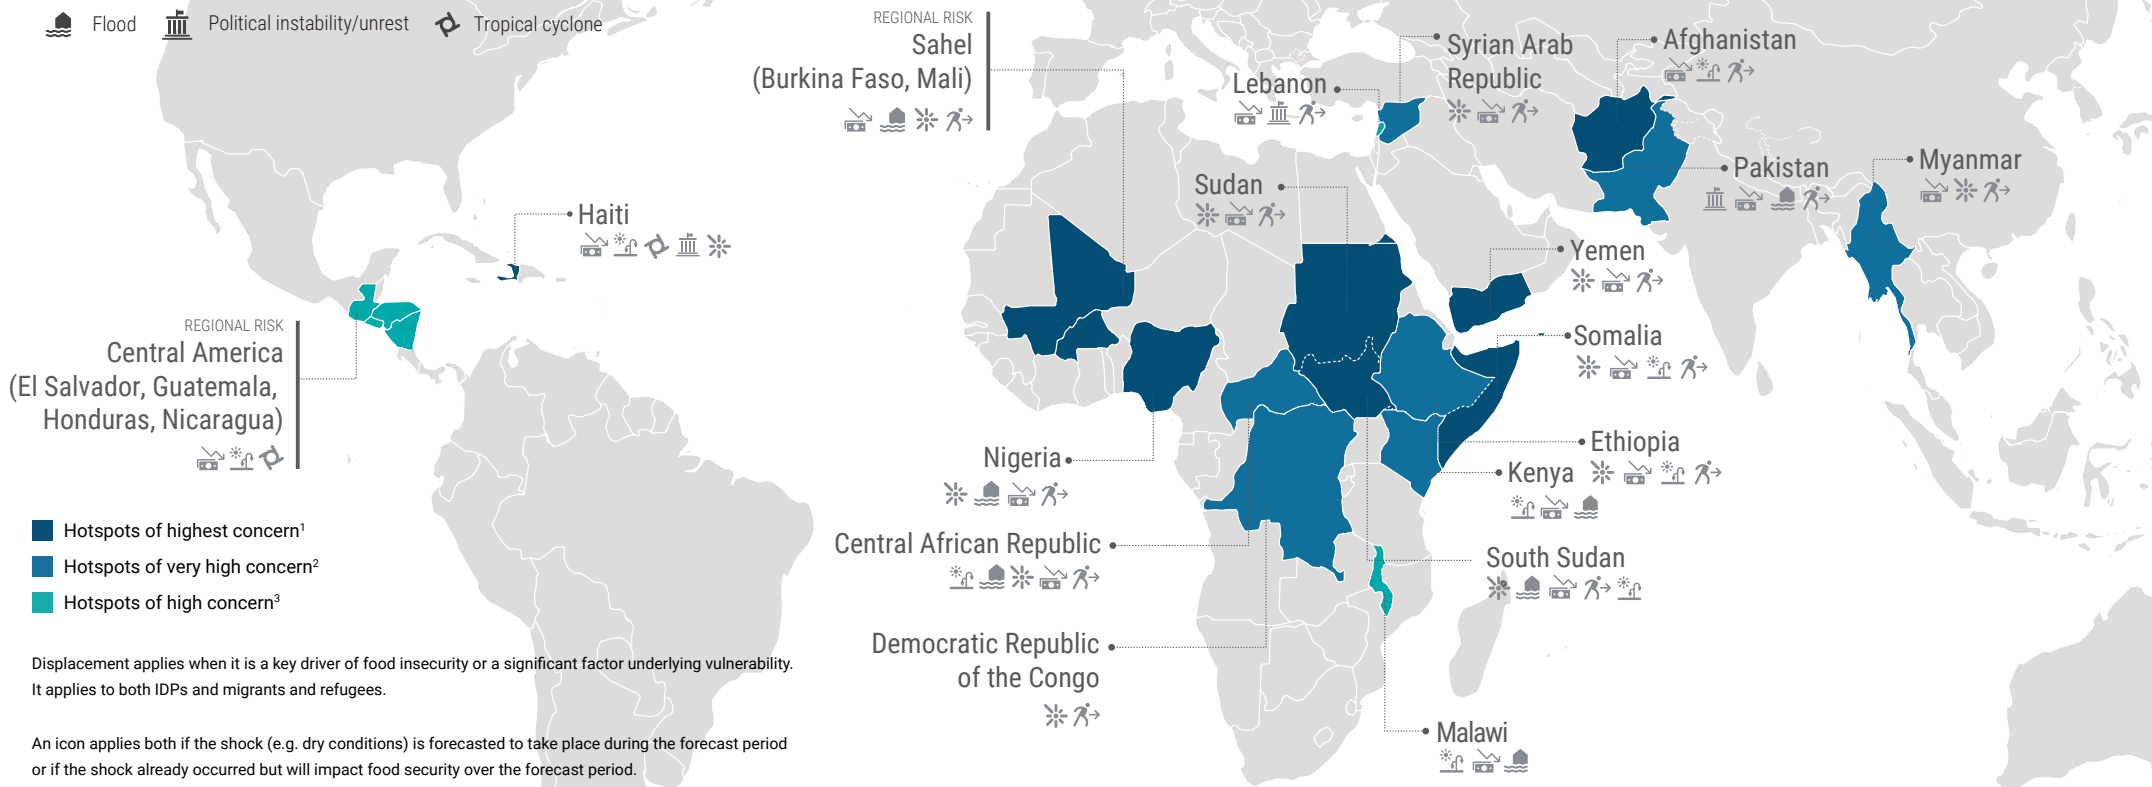 Flood
Political instability/unrest
Tropical cyclone
REGIONAL RISK
Sahel
(Burkina Faso, Mali)
Lebanon
Syrian Arab
Republic
Afghanistan
Pakistan
Myanmar
Sudan
Haiti
Yemen
REGIONAL RISK
Central America
(El Salvador, Guatemala,
Honduras, Nicaragua)
Somalia
Nigeria
Ethiopia
Kenya
Central African Republic
South Sudan
Democratic Republic
of the Congo
Malawi
Hotspots of highest concern¹
Hotspots of very high concern²
Hotspots of high concern³
Displacement applies when it is a key driver of food insecurity or a significant factor underlying vulnerability.
It applies to both IDPs and migrants and refugees.
An icon applies both if the shock (e.g. dry conditions) is forecasted to take place during the forecast period
or if the shock already occurred but will impact food security over the forecast period.